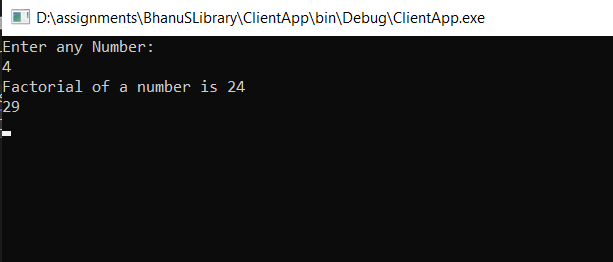 D:\assignments\BhanuSLibrary\ClientApp\bin\Debug\ClientApp.exe
Enter any Number:
4
Factorial of a number is 24
29